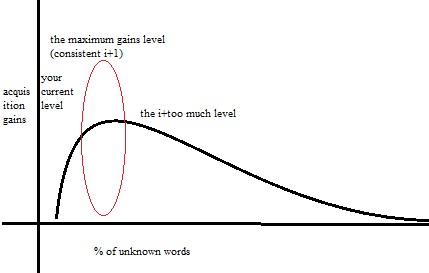 the maximum gains level
(consistent i+1)
your
current
level
acquis
ition
gains
the i+too much level
% of unknown words